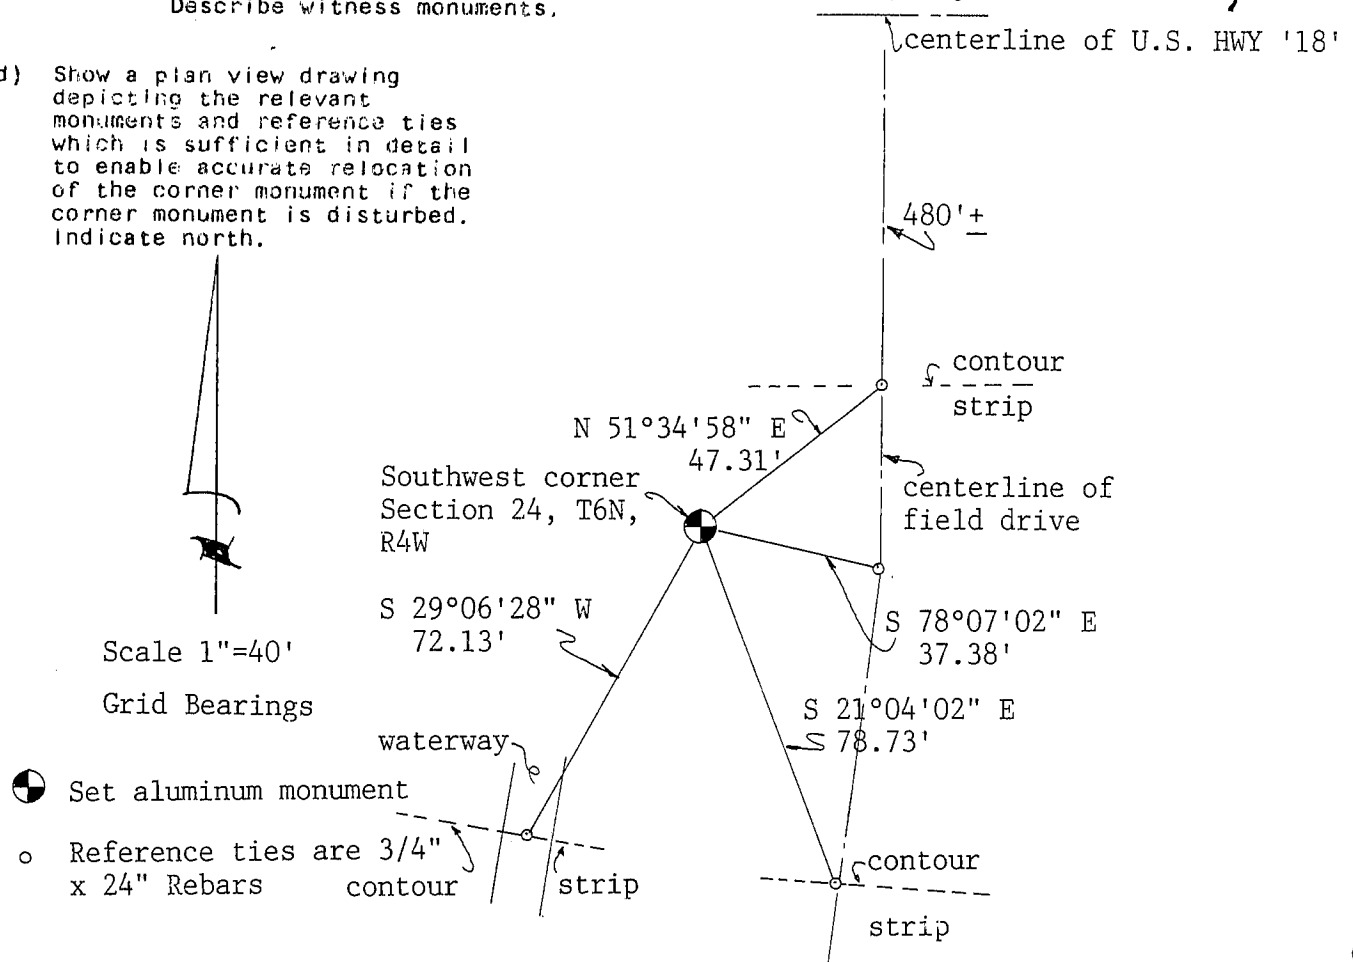 Describe witness monuments.
centerline of U.S. HWY '18'
d) Show a plan view drawing
depicting the relevant
monuments and reference ties
which is sufficient in detail
to enable accurate relocation
of the corner monument if the
corner monument is disturbed.
Indicate north.
480'±
contour
strip
N 51°34'58" E
47.31'
Southwest corner
Section 24, T6N,
R4W
centerline of
field drive
S 29°06'28" W
72.13'
S 78°07'02" E
37.38'
Scale 1"=40'
Grid Bearings
S 21°04'02" E
78.73'
waterway
Set aluminum monument
Reference ties are 3/4"
x 24" Rebars
contour
strip
contour
strip